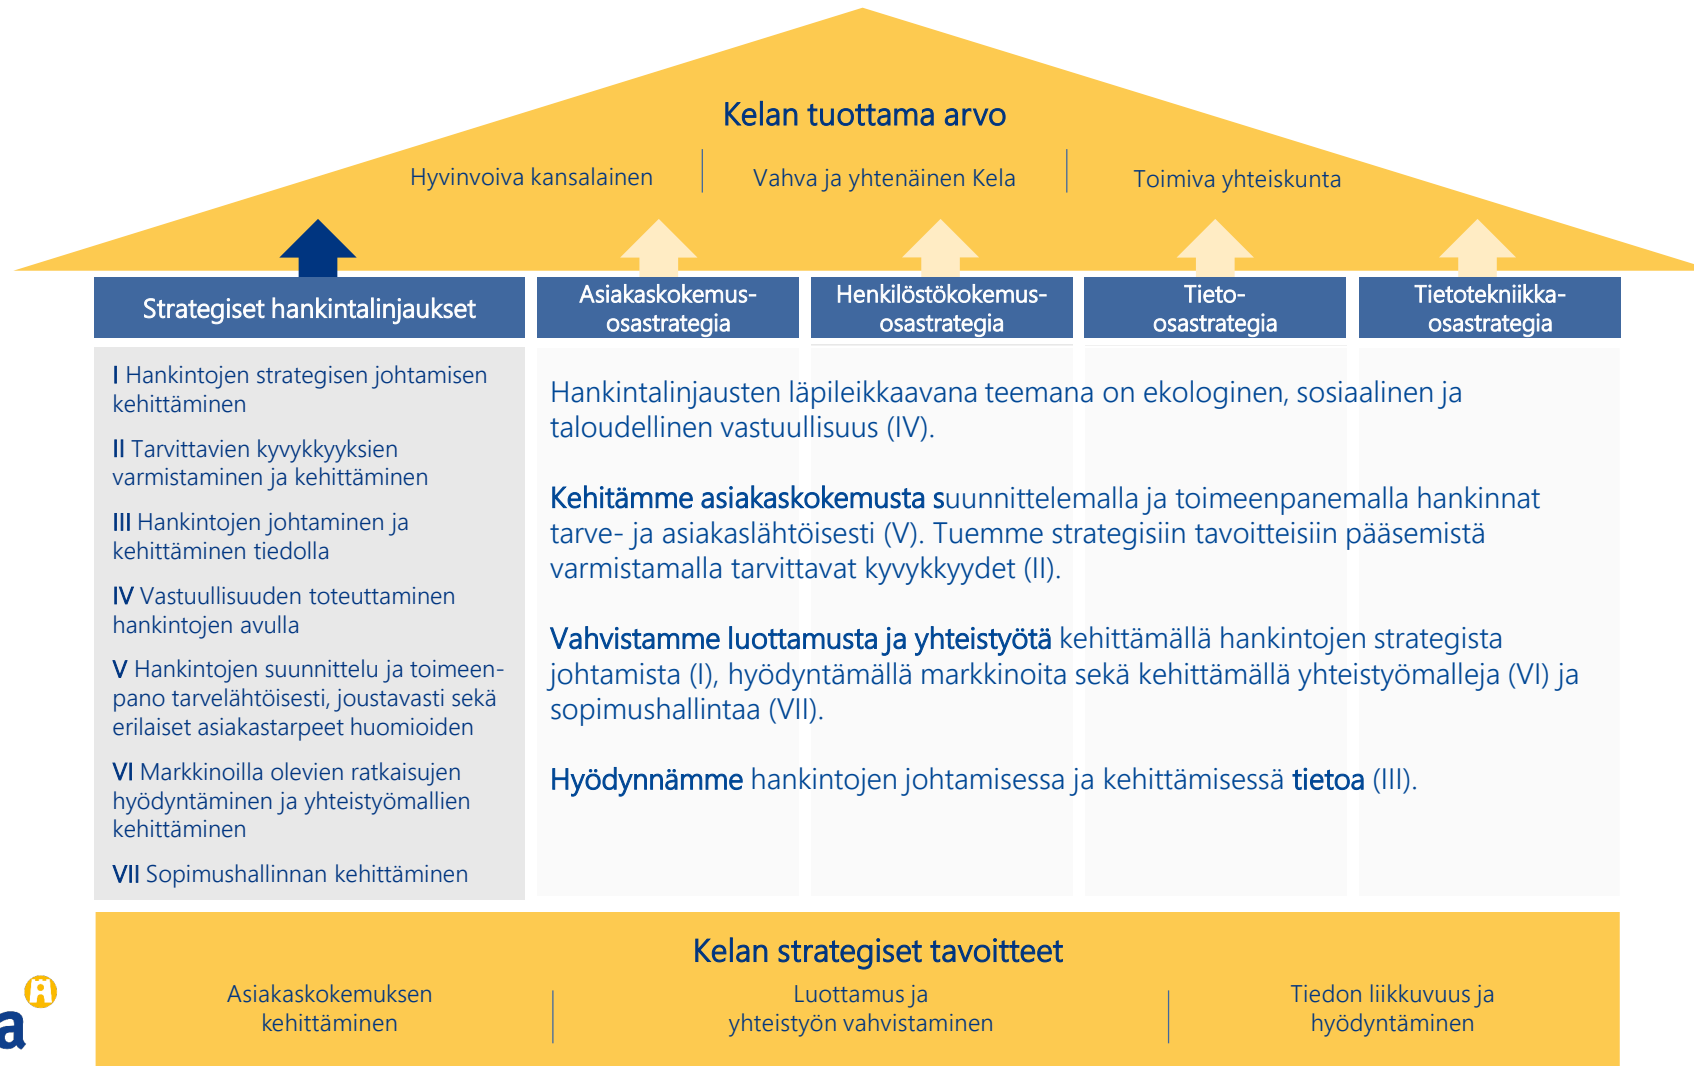 Kelan tuottama arvo
Hyvinvoiva kansalainen
Vahva ja yhtenäinen Kela
Toimiva yhteiskunta
Strategiset hankintalinjaukset
Asiakaskokemus-
osastrategia
Henkilöstökokemus-
osastrategia
Tieto-
osastrategia
Tietotekniikka-
osastrategia
I Hankintojen strategisen johtamisen
kehittäminen
II Tarvittavien kyvykkyyksien
varmistaminen ja kehittäminen
III Hankintojen johtaminen ja
kehittäminen tiedolla
IV Vastuullisuuden toteuttaminen
hankintojen avulla
V Hankintojen suunnittelu ja toimeen-
pano tarvelähtöisesti, joustavasti sekä
erilaiset asiakastarpeet huomioiden
VI Markkinoilla olevien ratkaisujen
hyödyntäminen ja yhteistyömallien
kehittäminen
VII Sopimushallinnan kehittäminen
Hankintalinjausten läpileikkaavana teemana on ekologinen, sosiaalinen ja
taloudellinen vastuullisuus (IV).
Kehitämme asiakaskokemusta suunnittelemalla ja toimeenpanemalla hankinnat
tarve- ja asiakaslähtöisesti (V). Tuemme strategisiin tavoitteisiin pääsemistä
varmistamalla tarvittavat kyvykkyydet (II).
Vahvistamme luottamusta ja yhteistyötä kehittämällä hankintojen strategista
johtamista (I), hyödyntämällä markkinoita sekä kehittämällä yhteistyömalleja (VI) ja
sopimushallintaa (VII).
Hyödynnämme hankintojen johtamisessa ja kehittämisessä tietoa (III).
Kelan strategiset tavoitteet
Asiakaskokemuksen
kehittäminen
Luottamus ja
yhteistyön vahvistaminen
Tiedon liikkuvuus ja
hyödyntäminen
a